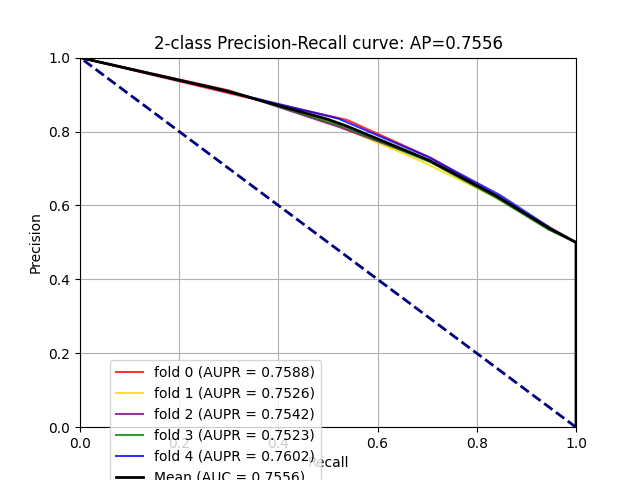 2-class Precision-Recall curve: AP=0.7556
1.0
0.8
0.6
0.4
0.2
0.0
Precision
0.0
0.2
0.4
0.6
0.8
1.0
Recall
fold 0 (AUPR = 0.7588)
fold 1 (AUPR = 0.7526)
fold 2 (AUPR = 0.7542)
fold 3 (AUPR = 0.7523)
fold 4 (AUPR = 0.7602)
Mean (AUC = 0.7556)